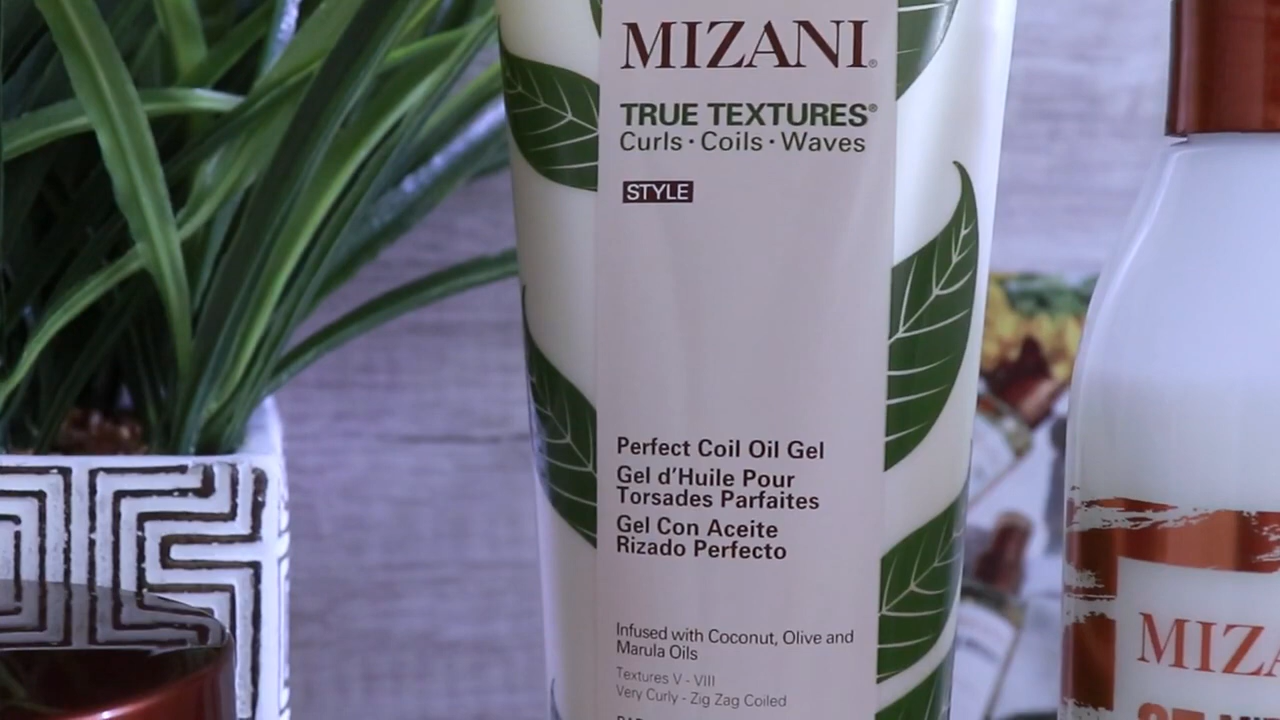 MIZANI®
TRUE TEXTURES®
Curls · Coils · Waves
STYLE
Perfect Coil Oil Gel
Gel d'Huile Pour
Torsades Parfaites
Gel Con Aceite
Rizado Perfecto
Infused with Coconut, Olive and
Marula Oils
Textures V - VIII
Very Curly - Zig Zag Coiled
MIZA